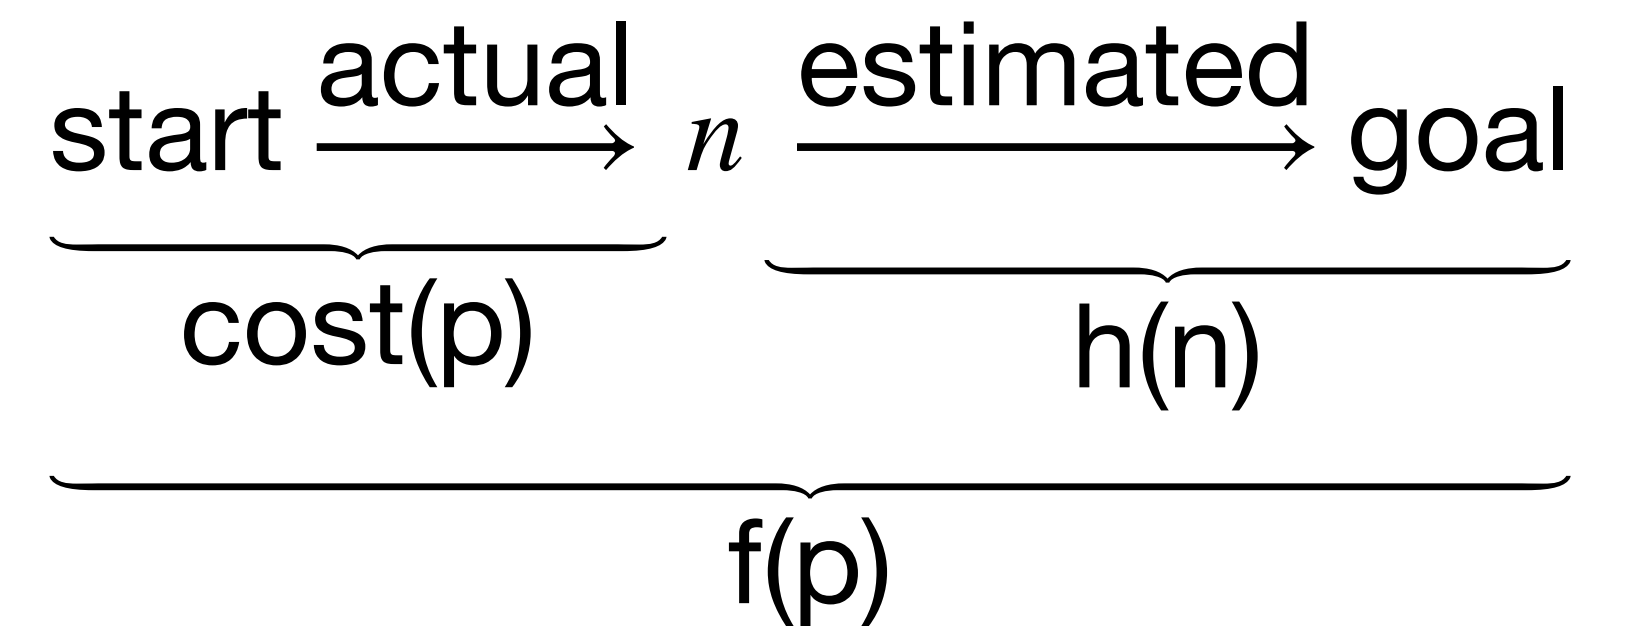 actual estimated
start n goal
cost(p) h(n)
f(p)